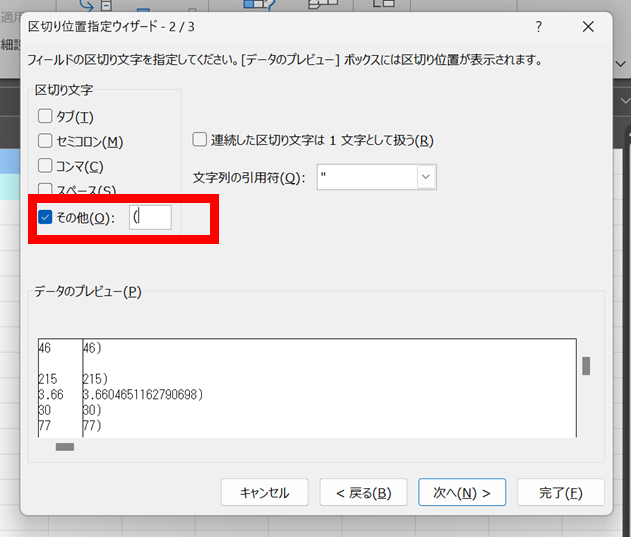 適用
細設
区切り位置指定ウィザード - 2 / 3
?
フィールドの区切り文字を指定してください。[データのプレビュー] ボックスには区切り位置が表示されます。
区切り文字
タブ(T)
セミコロン(M)
コンマ(C)
スペース(S)
その他(O): (
連続した区切り文字は 1 文字として扱う(R)
文字列の引用符(Q): "
データのプレビュー(P)
46 46)
215 215)
3.66 3.6604651162790698)
30 30)
77 77)
キャンセル < 戻る(B) 次へ(N) > 完了(F)